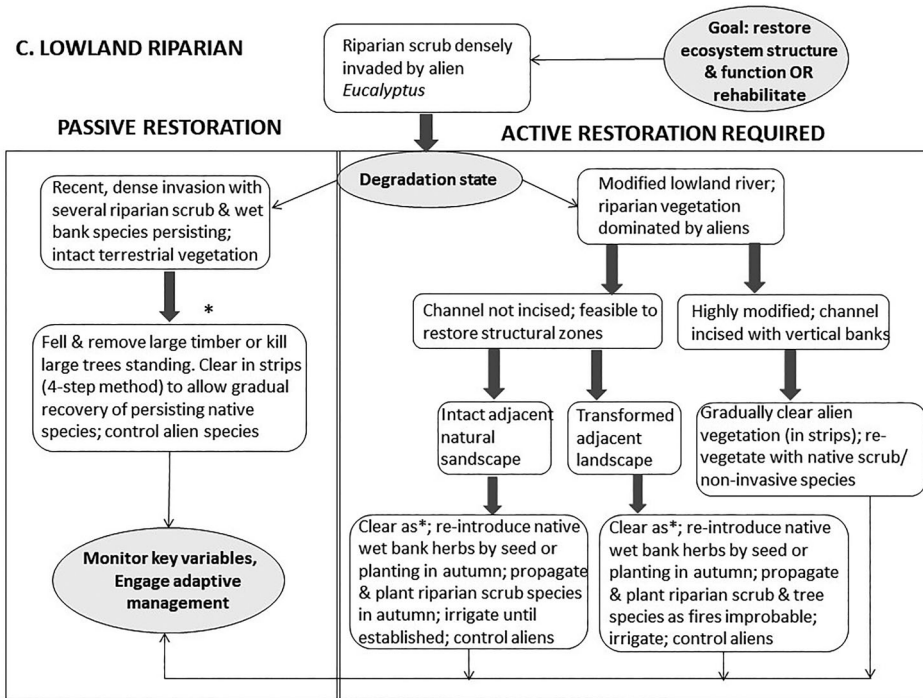 C. LOWLAND RIPARIAN
Riparian scrub densely
invaded by alien
Eucalyptus
Goal: restore
ecosystem structure
& function OR
rehabilitate
PASSIVE RESTORATION
ACTIVE RESTORATION REQUIRED
Degradation state
Recent, dense invasion with
several riparian scrub & wet
bank species persisting;
intact terrestrial vegetation
Modified lowland river;
riparian vegetation
dominated by aliens
*
Fell & remove large timber or kill
large trees standing. Clear in strips
(4-step method) to allow gradual
recovery of persisting native
species; control alien species
Channel not incised; feasible to
restore structural zones
Highly modified; channel
incised with vertical banks
Intact adjacent
natural
sandscape
Transformed
adjacent
landscape
Gradually clear alien
vegetation (in strips); re-
vegetate with native scrub/
non-invasive species
Clear as*; re-introduce native
wet bank herbs by seed or
planting in autumn; propagate
& plant riparian scrub species
in autumn; irrigate until
established; control aliens
Clear as*; re-introduce native
wet bank herbs by seed or
planting in autumn; propagate
& plant riparian scrub & tree
species as fires improbable;
irrigate; control aliens
Monitor key variables,
Engage adaptive
management